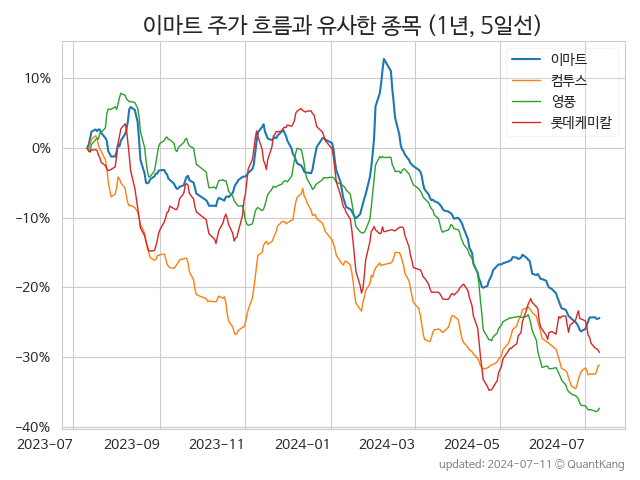 이마트 주가 흐름과 유사한 종목 (1년, 5일선)
이마트
컴투스
영풍
롯데케미칼
10%
0%
−10%
−20%
−30%
−40%
2023-07
2023-09
2023-11
2024-01
2024-03
2024-05
2024-07
updated: 2024-07-11 © QuantKang